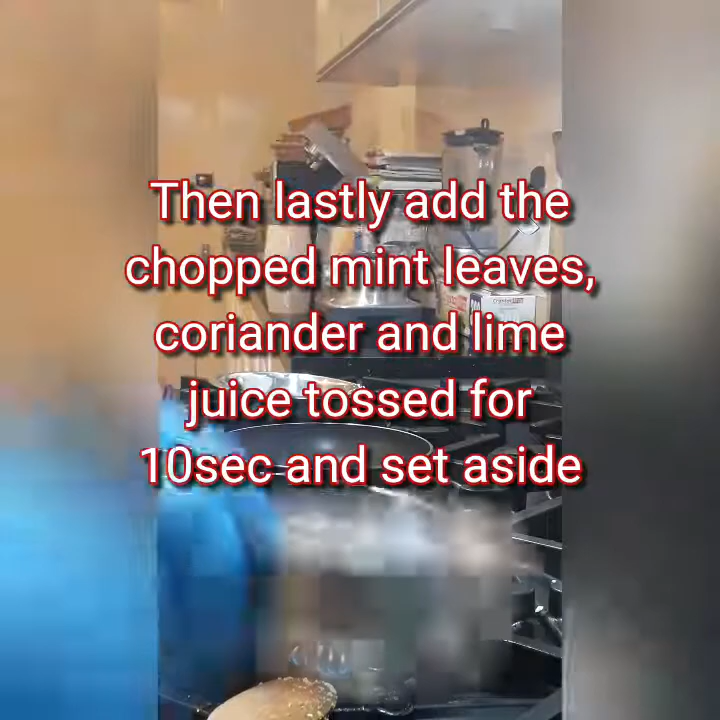 Then lastly add the
chopped mint leaves,
coriander and lime
juice tossed for
10sec and set aside